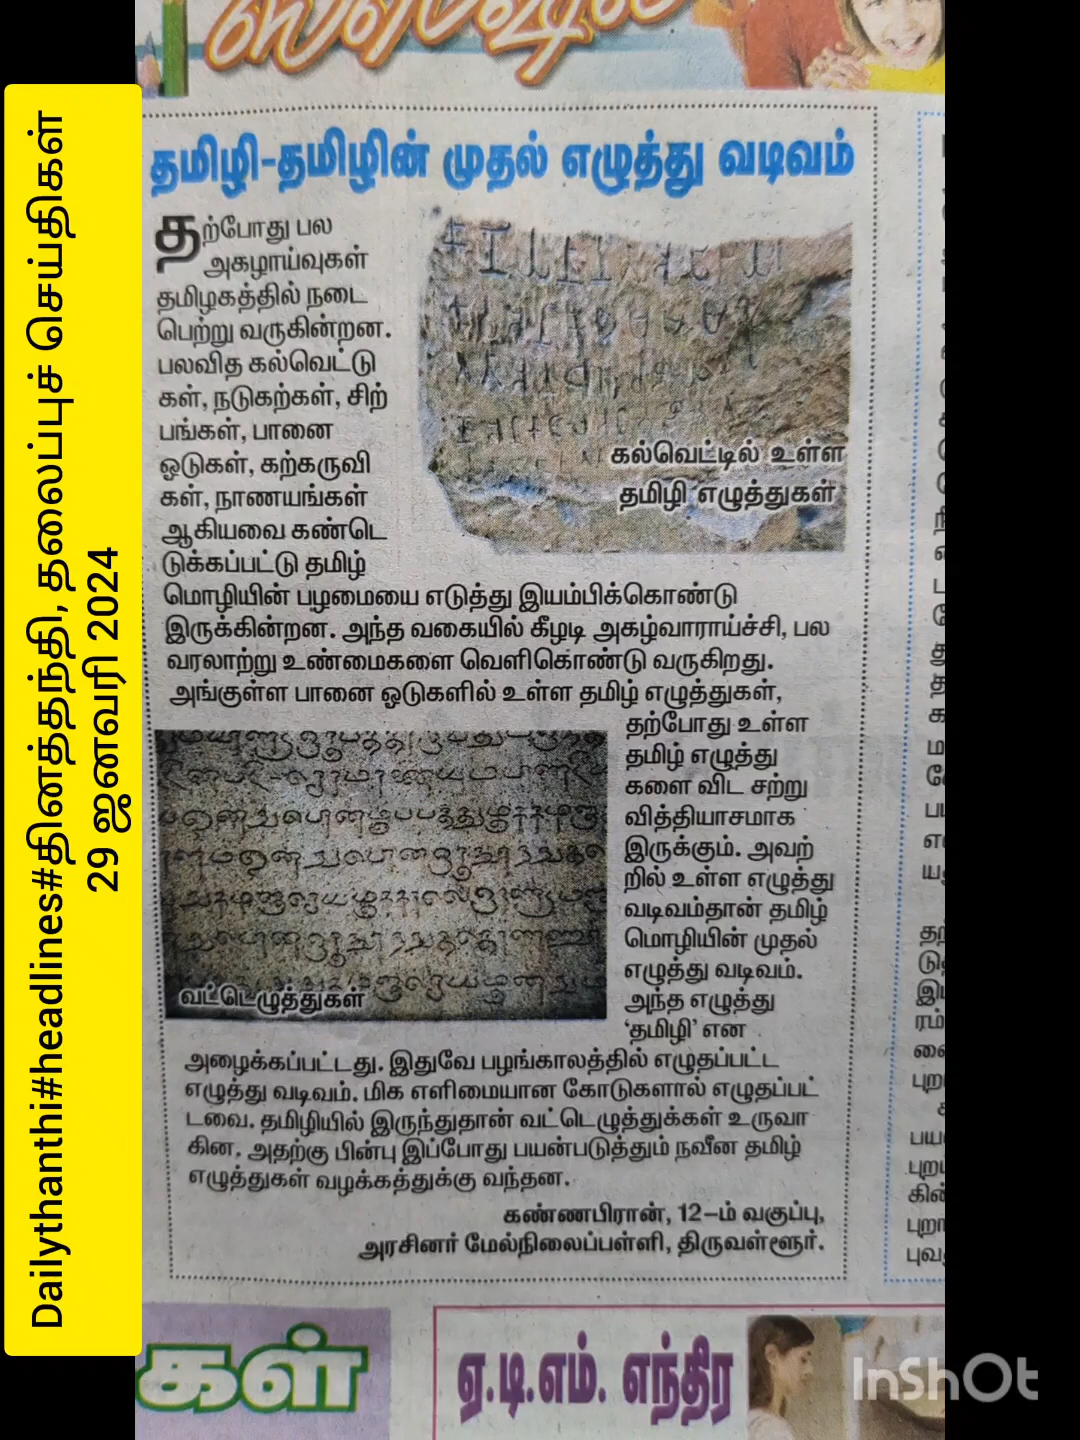 Dailythanthi#headlines#தினத்தந்தி, தலைப்புச் செய்திகள்
29 ஜனவரி 2024
ஸ்பெஷல்
தமிழி-தமிழின் முதல் எழுத்து வடிவம்
தற்போது பல
அகழாய்வுகள்
தமிழகத்தில் நடை
பெற்று வருகின்றன.
பலவித கல்வெட்டு
கள், நடுகற்கள், சிற்
பங்கள், பானை
ஓடுகள், கற்கருவி
கள், நாணயங்கள்
ஆகியவை கண்டெ
டுக்கப்பட்டு தமிழ்
மொழியின் பழமையை எடுத்து இயம்பிக்கொண்டு
இருக்கின்றன. அந்த வகையில் கீழடி அகழ்வாராய்ச்சி, பல
வரலாற்று உண்மைகளை வெளிகொண்டு வருகிறது.
அங்குள்ள பானை ஓடுகளில் உள்ள தமிழ் எழுத்துகள்,
கல்வெட்டில் உள்ள
தமிழி எழுத்துகள்
தற்போது உள்ள
தமிழ் எழுத்து
களை விட சற்று
வித்தியாசமாக
இருக்கும். அவற்
றில் உள்ள எழுத்து
வடிவம்தான் தமிழ்
மொழியின் முதல்
எழுத்து வடிவம்.
அந்த எழுத்து
‘தமிழி’ என
வட்டெழுத்துகள்
அழைக்கப்பட்டது. இதுவே பழங்காலத்தில் எழுதப்பட்ட
எழுத்து வடிவம். மிக எளிமையான கோடுகளால் எழுதப்பட்
டவை. தமிழியில் இருந்துதான் வட்டெழுத்துக்கள் உருவா
கின. அதற்கு பின்பு இப்போது பயன்படுத்தும் நவீன தமிழ்
எழுத்துகள் வழக்கத்துக்கு வந்தன.
கண்ணபிரான், 12-ம் வகுப்பு,
அரசினர் மேல்நிலைப்பள்ளி, திருவள்ளூர்.
கள்
ஏ.டி.எம். எந்திர
InShOt